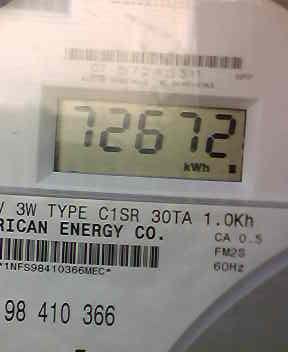 72672
kWh
V 3W TYPE C1SR 30TA 1.0Kh
RICAN ENERGY CO.
CA 0.5
FM2S
60Hz
*1NFS98410366MEC*
98 410 366